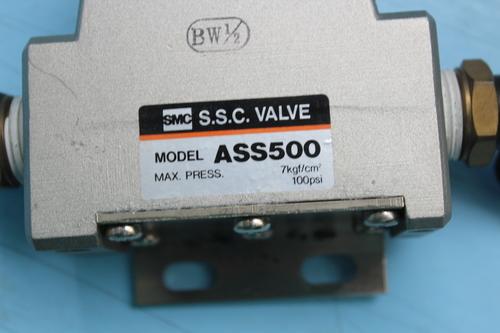 BW½
SMC S.S.C. VALVE
MODEL ASS500
MAX. PRESS. 7kgf/cm²
100psi